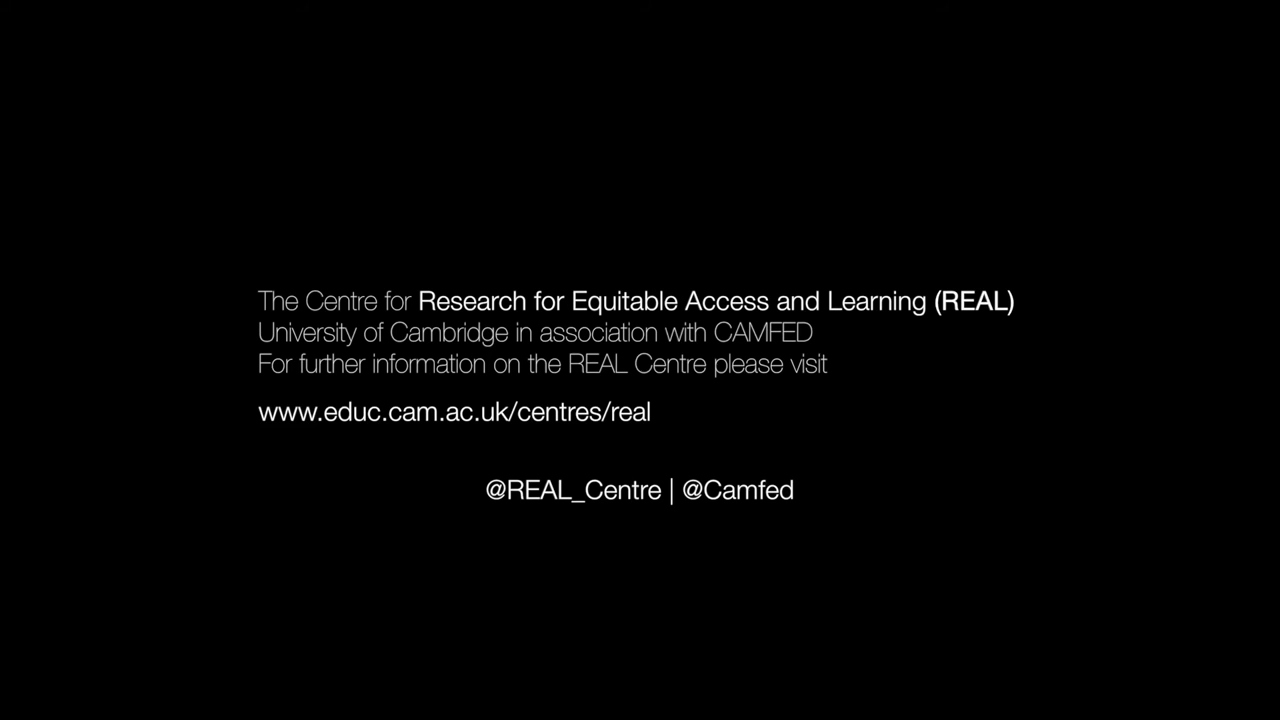 The Centre for Research for Equitable Access and Learning (REAL)
University of Cambridge in association with CAMFED
For further information on the REAL Centre please visit
www.educ.cam.ac.uk/centres/real
@REAL_Centre | @Camfed